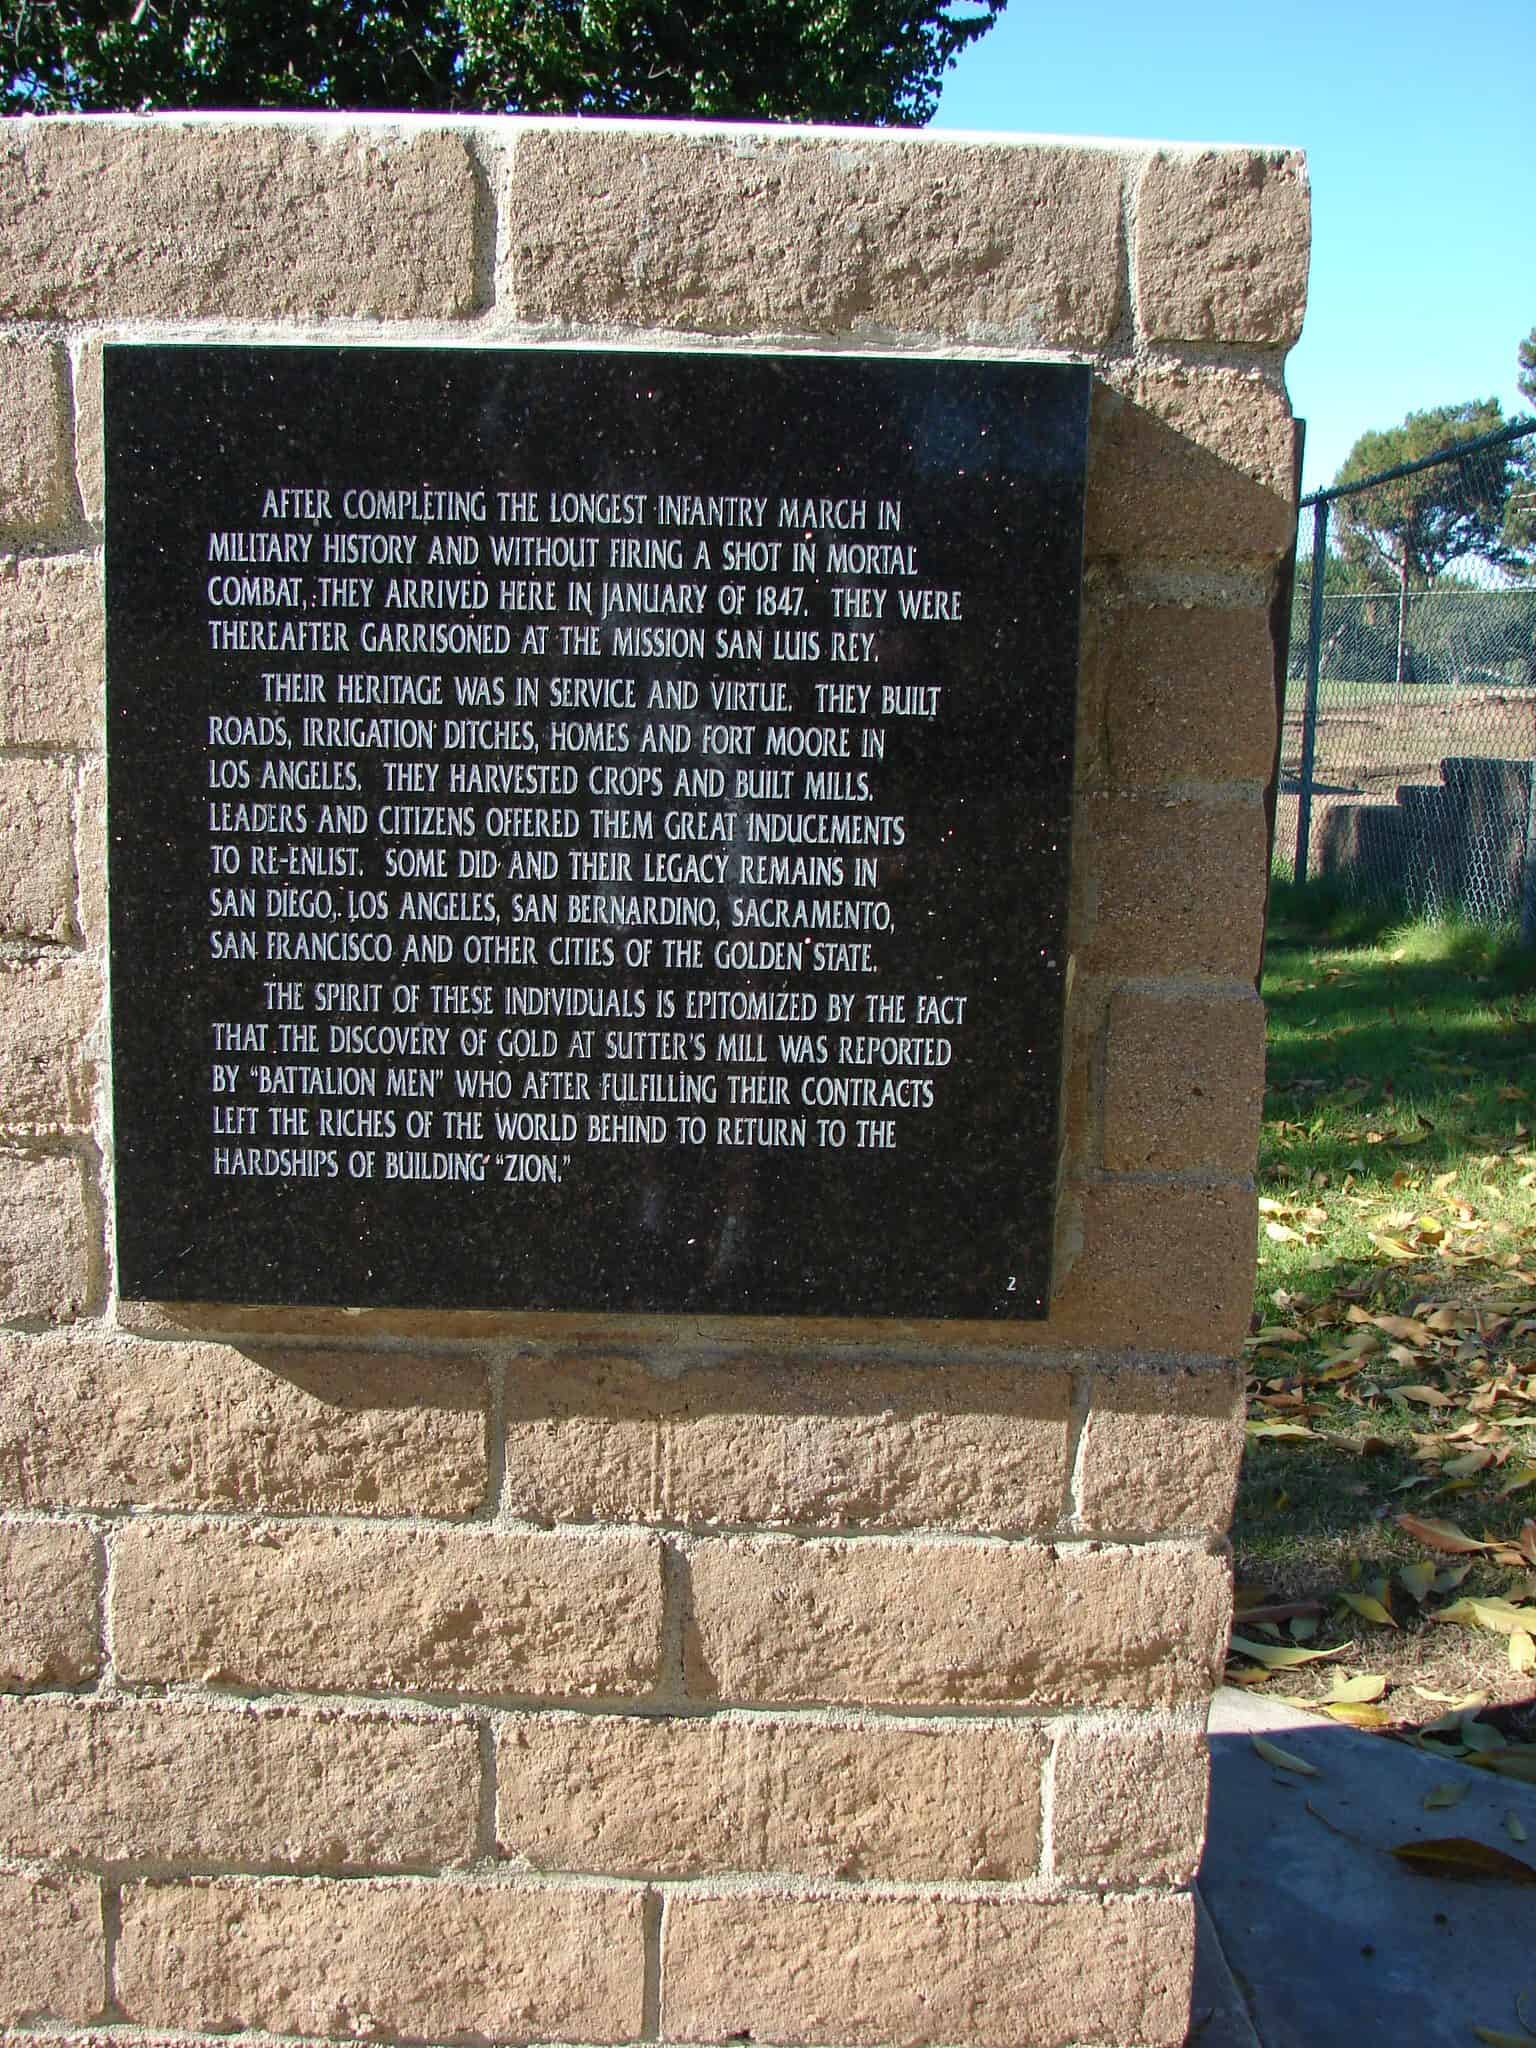 AFTER COMPLETING THE LONGEST INFANTRY MARCH IN
MILITARY HISTORY AND WITHOUT FIRING A SHOT IN MORTAL
COMBAT, THEY ARRIVED HERE IN JANUARY OF 1847. THEY WERE
THEREAFTER GARRISONED AT THE MISSION SAN LUIS REY.
THEIR HERITAGE WAS IN SERVICE AND VIRTUE. THEY BUILT
ROADS, IRRIGATION DITCHES, HOMES AND FORT MOORE IN
LOS ANGELES. THEY HARVESTED CROPS AND BUILT MILLS.
LEADERS AND CITIZENS OFFERED THEM GREAT INDUCEMENTS
TO RE-ENLIST. SOME DID AND THEIR LEGACY REMAINS IN
SAN DIEGO, LOS ANGELES, SAN BERNARDINO, SACRAMENTO,
SAN FRANCISCO AND OTHER CITIES OF THE GOLDEN STATE.
THE SPIRIT OF THESE INDIVIDUALS IS EPITOMIZED BY THE FACT
THAT THE DISCOVERY OF GOLD AT SUTTER'S MILL WAS REPORTED
BY "BATTALION MEN" WHO AFTER FULFILLING THEIR CONTRACTS
LEFT THE RICHES OF THE WORLD BEHIND TO RETURN TO THE
HARDSHIPS OF BUILDING "ZION."
2